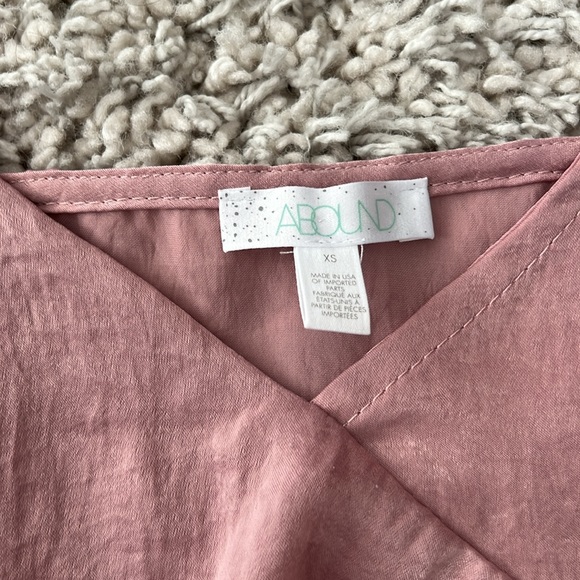 ABOUND
XS
MADE IN USA
OF IMPORTED
PARTS
FABRIQUÉ AUX
ÉTATS-UNIS À
PARTIR DE PIÈCES
IMPORTÉES